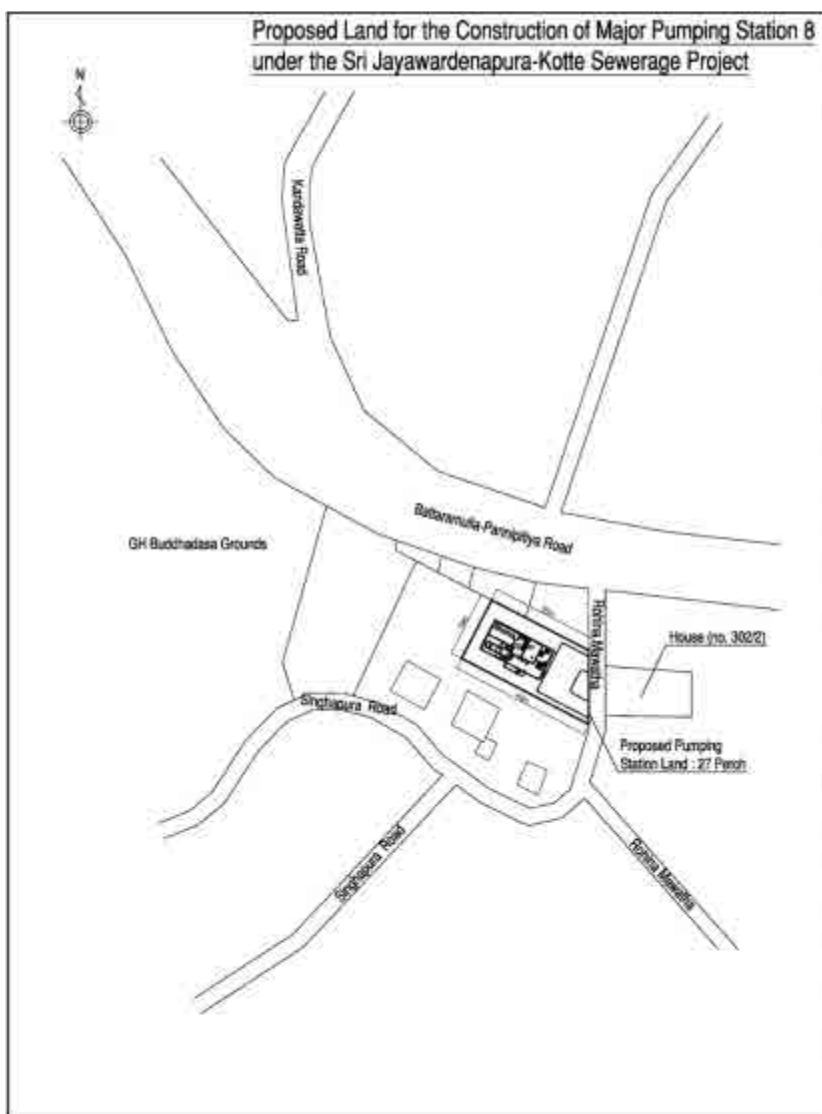 Proposed Land for the Construction of Major Pumping Station 8
under the Sri Jayawardenapura-Kotte Sewerage Project
N
Kandawatta Road
Battaramulla-Pannipitiya Road
GH Buddhadasa Grounds
Rohina Mawatha
House (no. 302/2)
Singhapura Road
Proposed Pumping
Station Land : 27 Perch
Singhapura Road
Rohina Mawatha